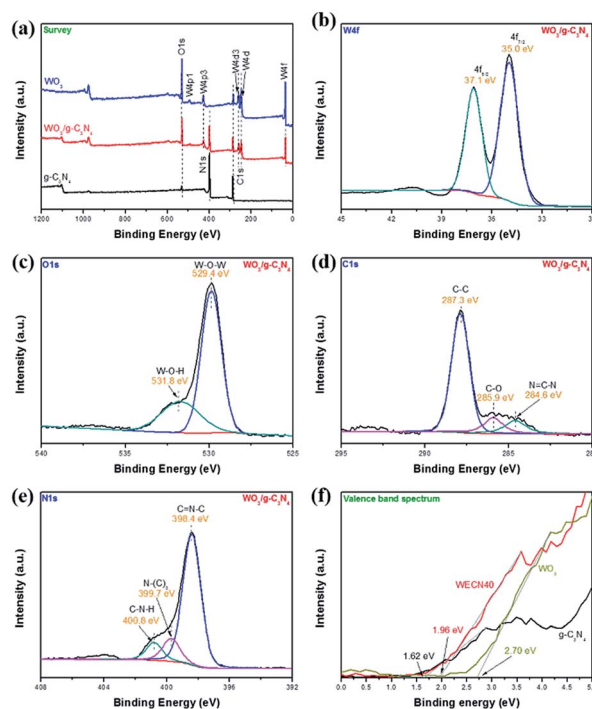 (a)
Survey
O1s
W4p1
W4p3
W4d3
W4d
W4f
WO3
WO3/g-C3N4
g-C3N4
N1s
C1s
Intensity (a.u.)
1200 1000 800 600 400 200 0
Binding Energy (eV)
(b)
W4f
WO3/g-C3N4
4f7/2
35.0 eV
4f5/2
37.1 eV
Intensity (a.u.)
45 41 37 33
Binding Energy (eV)
(c)
O1s
WO3/g-C3N4
W-O-W
529.4 eV
W-O-H
531.8 eV
Intensity (a.u.)
540 535 530 525
Binding Energy (eV)
(d)
C1s
WO3/g-C3N4
C-C
287.3 eV
C-O
285.9 eV
N=C-N
284.6 eV
Intensity (a.u.)
295 290 285
Binding Energy (eV)
(e)
N1s
WO3/g-C3N4
C=N-C
398.4 eV
N-(C)3
399.7 eV
C-N-H
400.8 eV
Intensity (a.u.)
408 404 400 396 392
Binding Energy (eV)
(f)
Valence band spectrum
WECN40
WO3
g-C3N4
1.96 eV
1.62 eV
2.70 eV
Intensity (a.u.)
0.0 0.5 1.0 1.5 2.0 2.5 3.0 3.5 4.0 4.5 5.0
Binding Energy (eV)